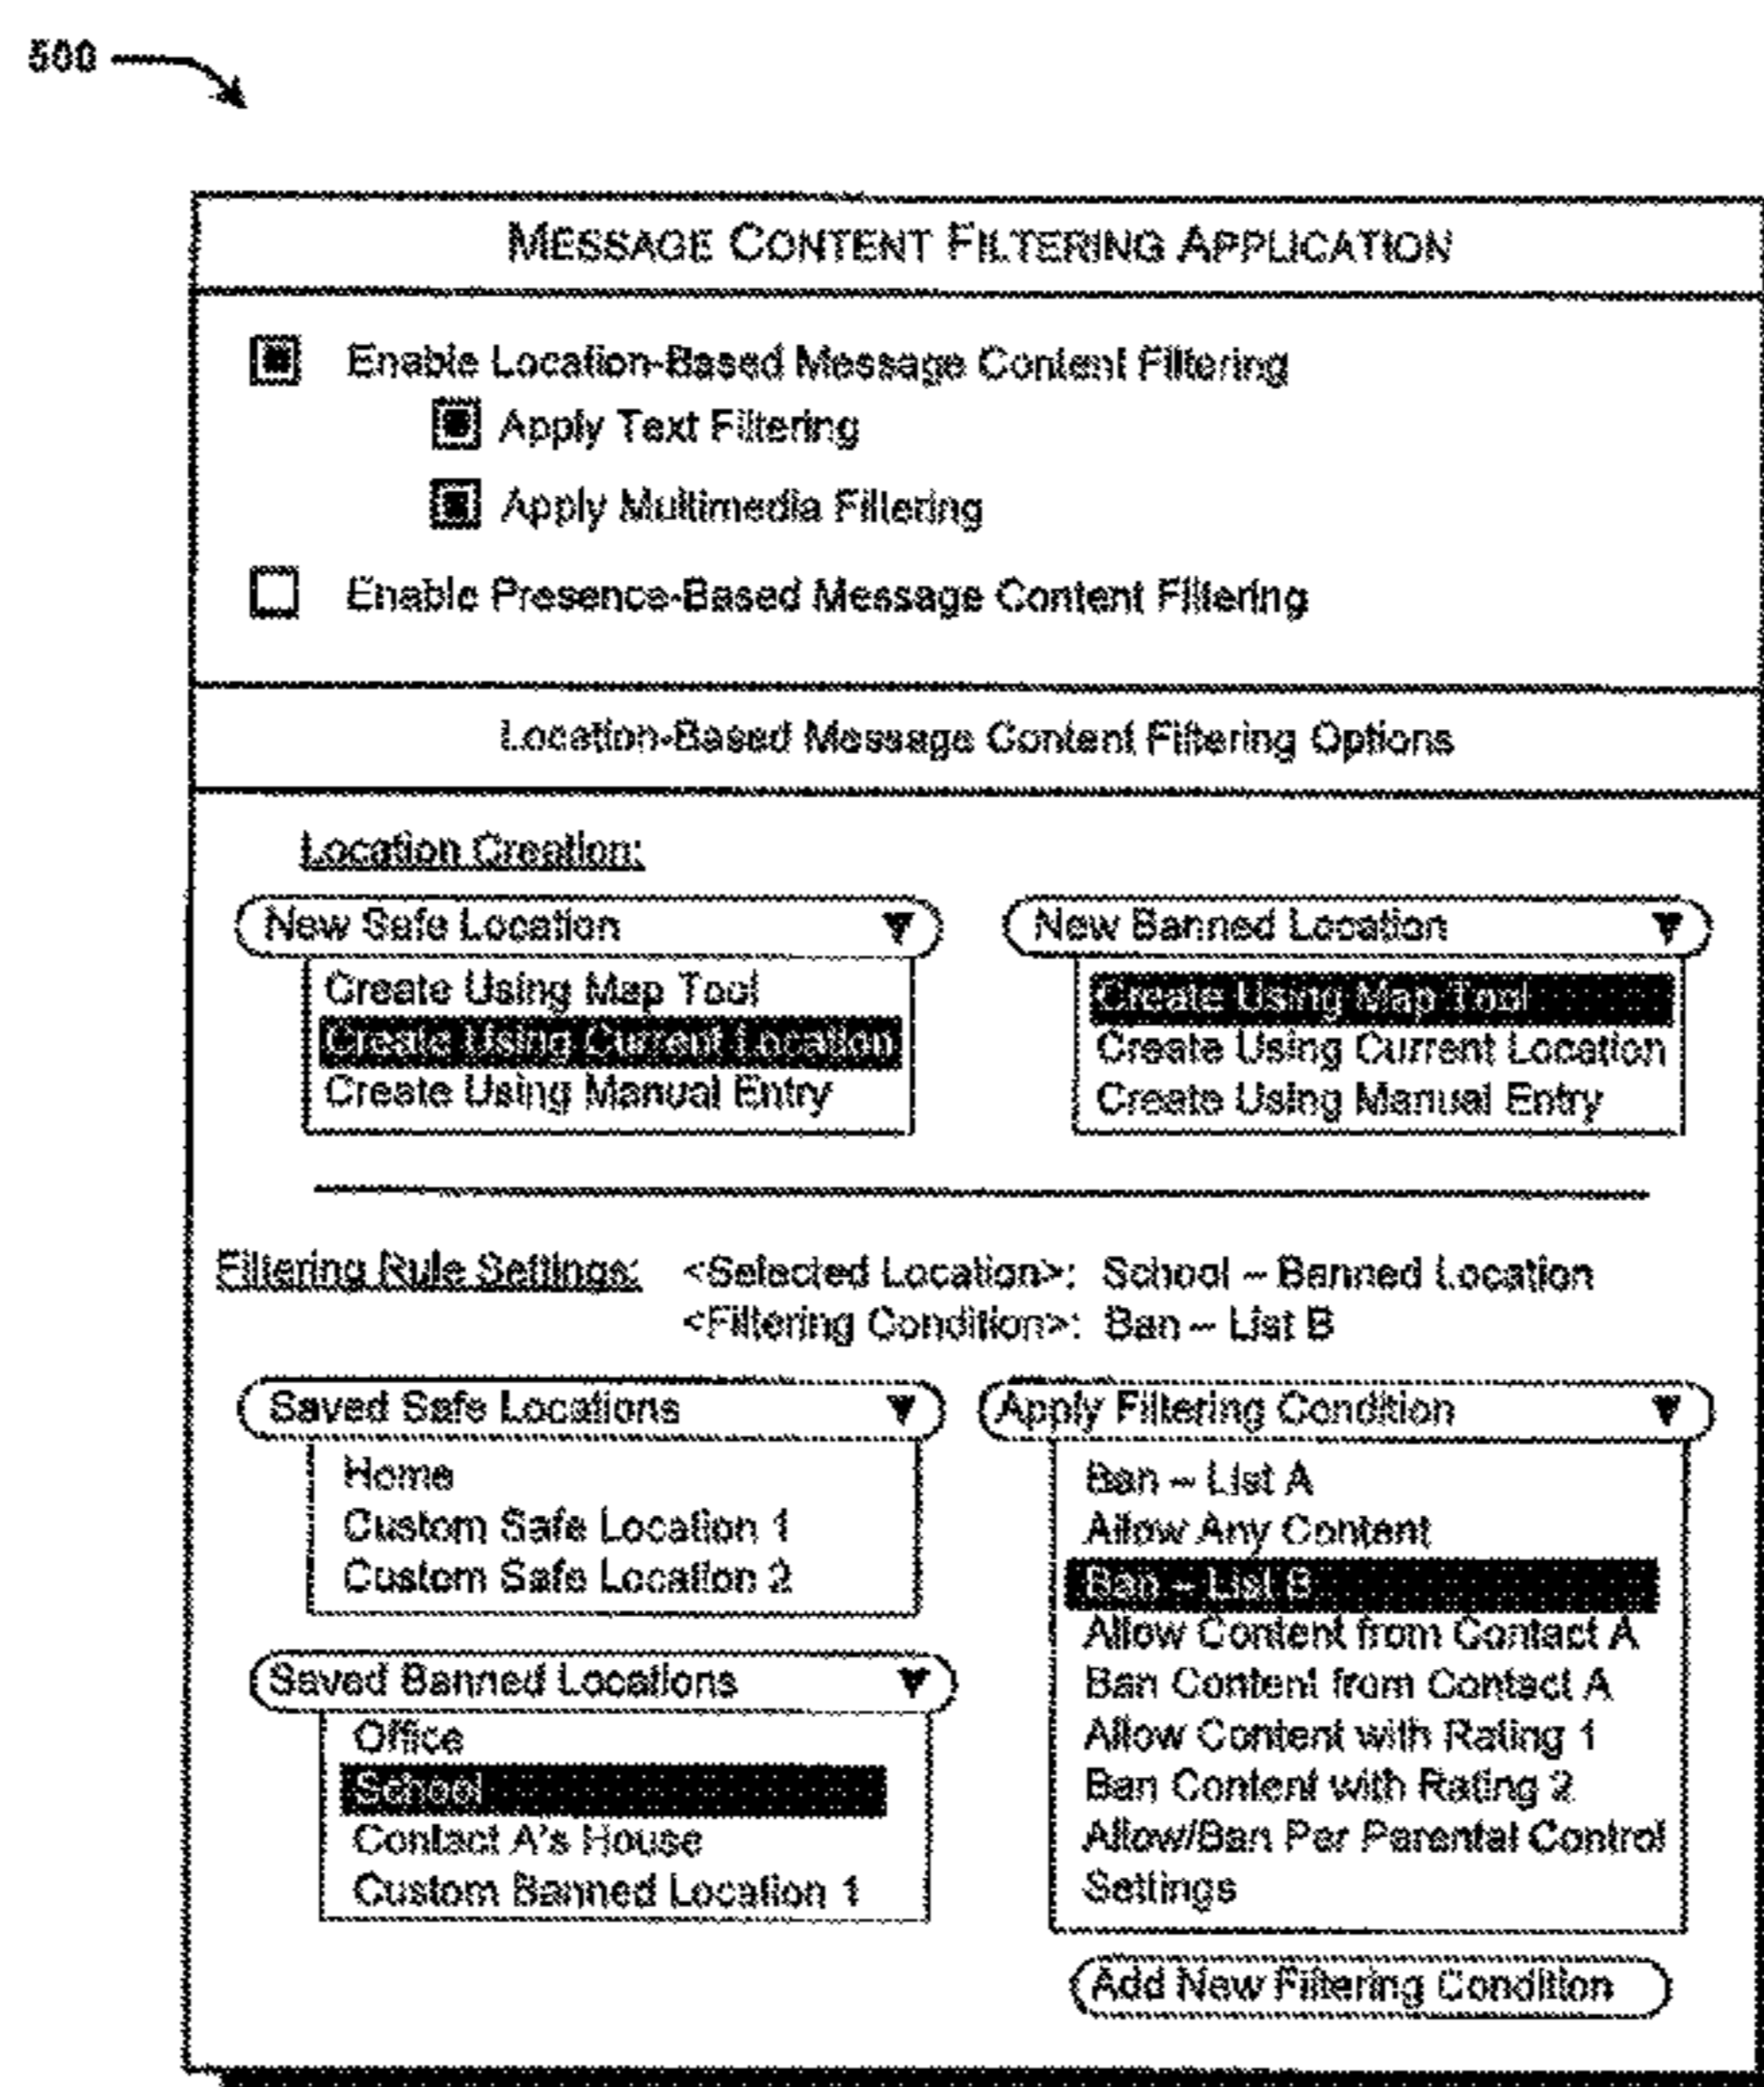 500
MESSAGE CONTENT FILTERING APPLICATION
Enable Location-Based Message Content Filtering
Apply Text Filtering
Apply Multimedia Filtering
Enable Presence-Based Message Content Filtering
Location-Based Message Content Filtering Options
Location Creation:
New Safe Location
Create Using Map Tool
Create Using Current Location
Create Using Manual Entry
New Banned Location
Create Using Map Tool
Create Using Current Location
Create Using Manual Entry
Filtering Rule Settings: <Selected Location>: School – Banned Location
<Filtering Condition>: Ban – List B
Saved Safe Locations
Home
Custom Safe Location 1
Custom Safe Location 2
Saved Banned Locations
Office
School
Contact A's House
Custom Banned Location 1
Apply Filtering Condition
Ban – List A
Allow Any Content
Ban – List B
Allow Content from Contact A
Ban Content from Contact A
Allow Content with Rating 1
Ban Content with Rating 2
Allow/Ban Per Parental Control
Settings
Add New Filtering Condition